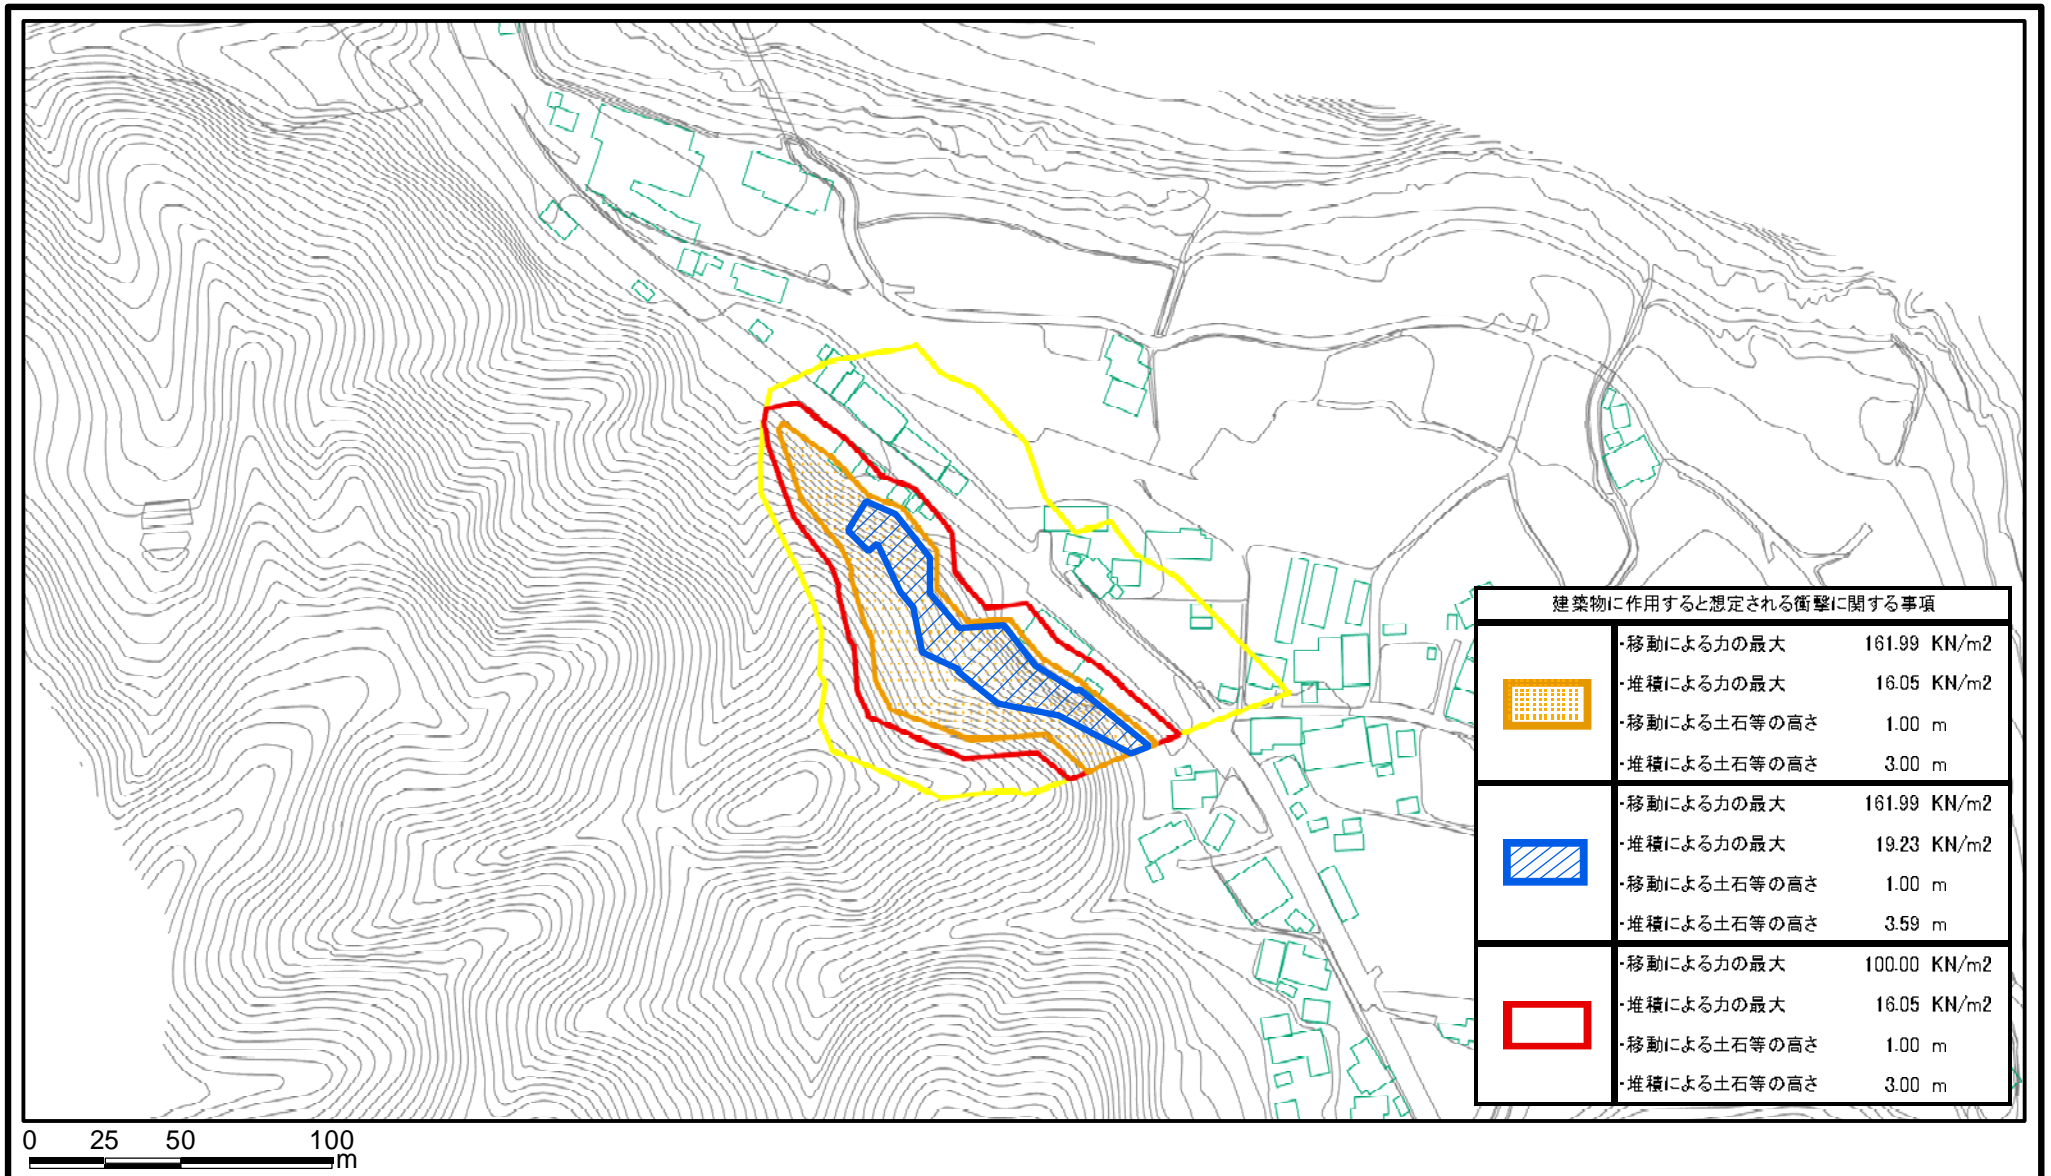 建築物に作用すると想定される衝撃に関する事項
・移動による力の最大 161.99 KN/m2
・堆積による力の最大 16.05 KN/m2
・移動による土石等の高さ 1.00 m
・堆積による土石等の高さ 3.00 m
・移動による力の最大 161.99 KN/m2
・堆積による力の最大 19.23 KN/m2
・移動による土石等の高さ 1.00 m
・堆積による土石等の高さ 3.59 m
・移動による力の最大 100.00 KN/m2
・堆積による力の最大 16.05 KN/m2
・移動による土石等の高さ 1.00 m
・堆積による土石等の高さ 3.00 m
0 25 50 100
m